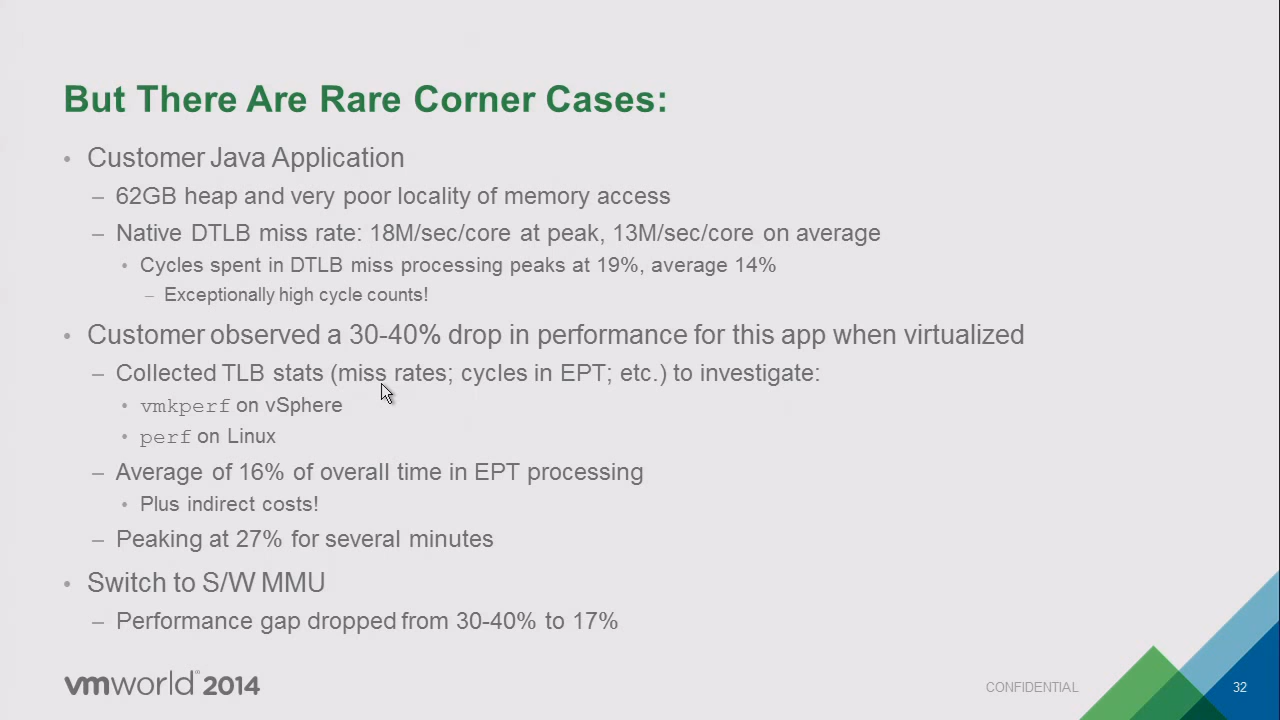 But There Are Rare Corner Cases:
• Customer Java Application
– 62GB heap and very poor locality of memory access
– Native DTLB miss rate: 18M/sec/core at peak, 13M/sec/core on average
• Cycles spent in DTLB miss processing peaks at 19%, average 14%
– Exceptionally high cycle counts!
• Customer observed a 30-40% drop in performance for this app when virtualized
– Collected TLB stats (miss rates; cycles in EPT; etc.) to investigate:
• vmkperf on vSphere
• perf on Linux
– Average of 16% of overall time in EPT processing
• Plus indirect costs!
– Peaking at 27% for several minutes
• Switch to S/W MMU
– Performance gap dropped from 30-40% to 17%
vmworld™ 2014
CONFIDENTIAL
32